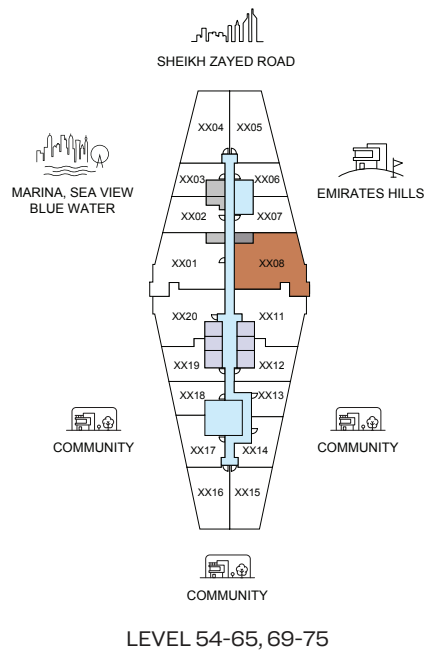 SHEIKH ZAYED ROAD
XX04 XX05
MARINA, SEA VIEW
BLUE WATER
XX03 XX06
EMIRATES HILLS
XX02 XX07
XX01 XX08
XX20 XX11
XX19 XX12
XX18 XX13
COMMUNITY
COMMUNITY
XX17 XX14
XX16 XX15
COMMUNITY
LEVEL 54-65, 69-75